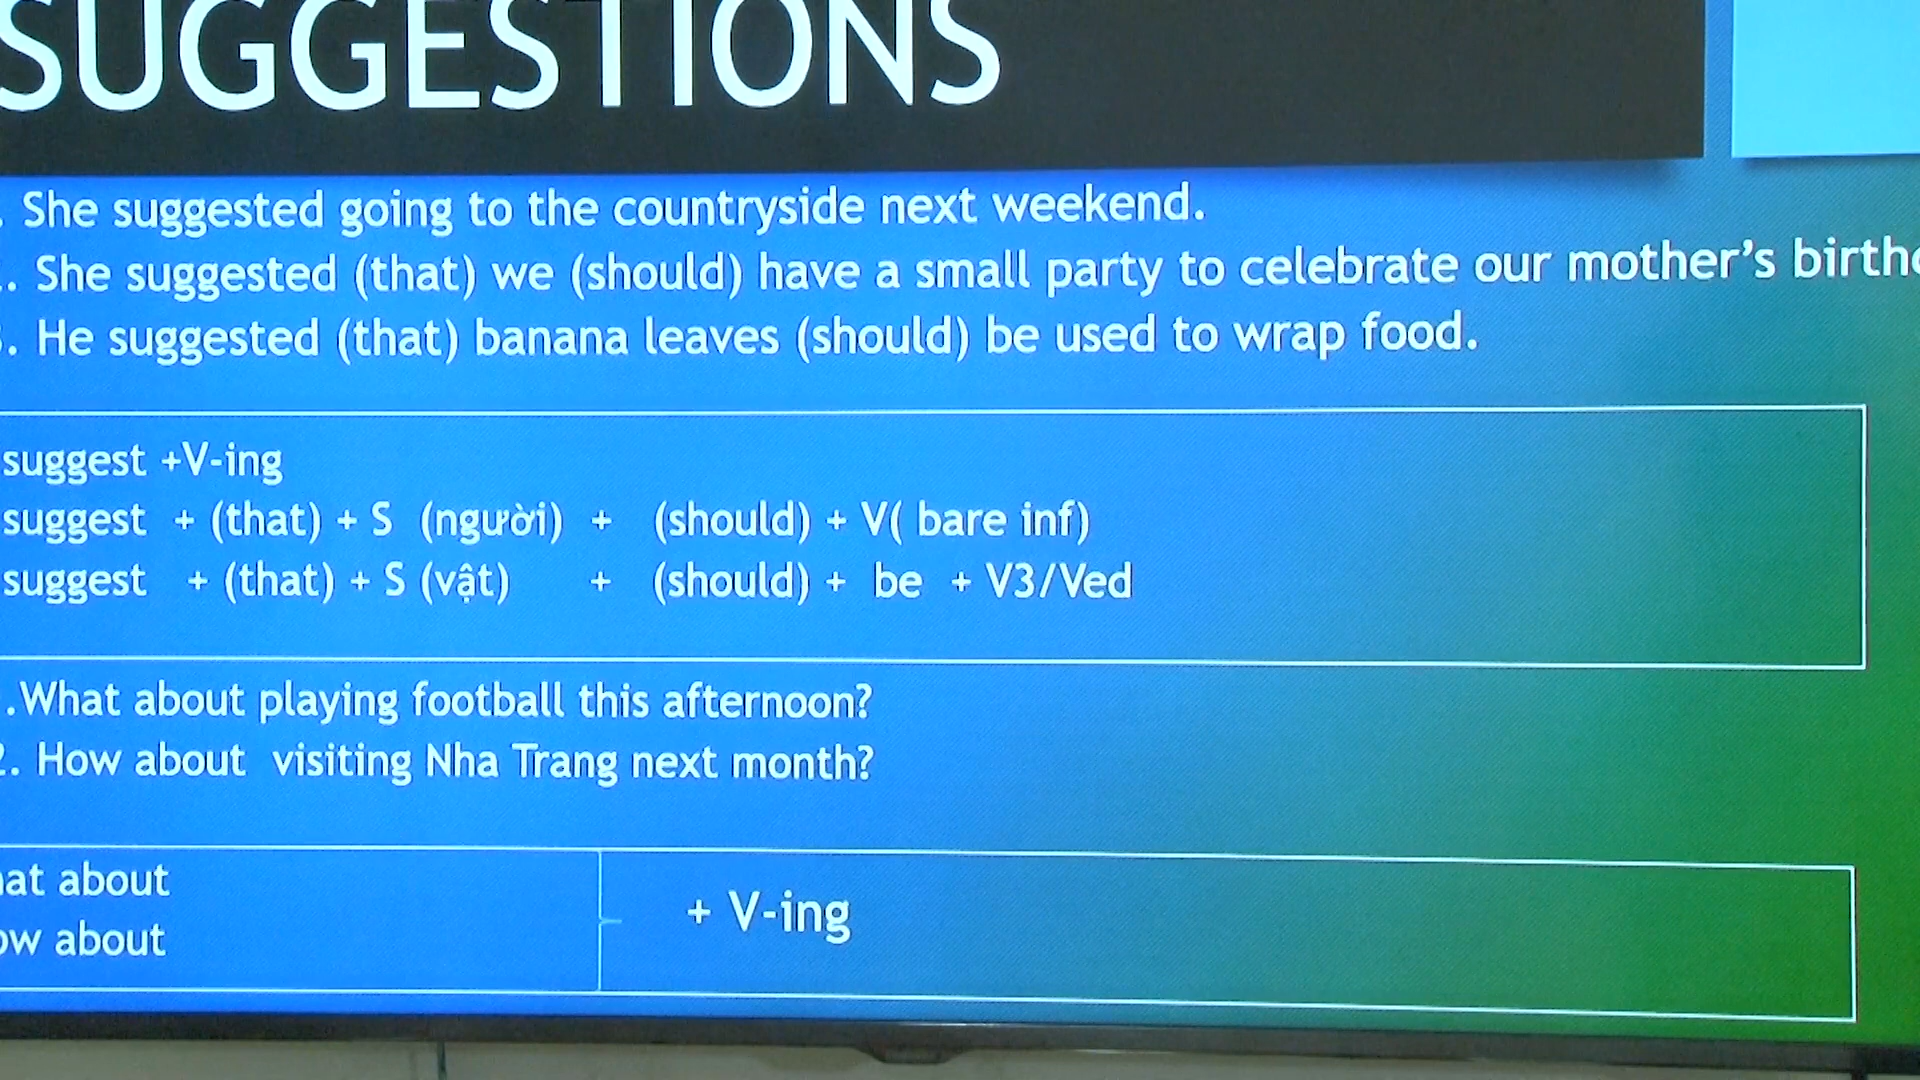 SUGGESTIONS
. She suggested going to the countryside next weekend.
. She suggested (that) we (should) have a small party to celebrate our mother's
. He suggested (that) banana leaves (should) be used to wrap food.
suggest +V-ing
suggest + (that) + S (người) + (should) + V( bare inf)
suggest + (that) + S (vật) + (should) + be + V3/Ved
.What about playing football this afternoon?
2. How about visiting Nha Trang next month?
about
about
+ V-ing